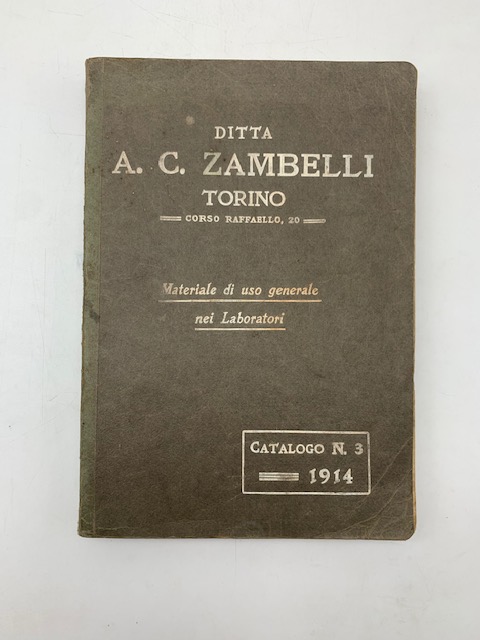 DITTA
A. C. ZAMBELLI
TORINO
CORSO RAFFAELLO, 20
Materiale di uso generale
nei Laboratori
CATALOGO N. 3
1914